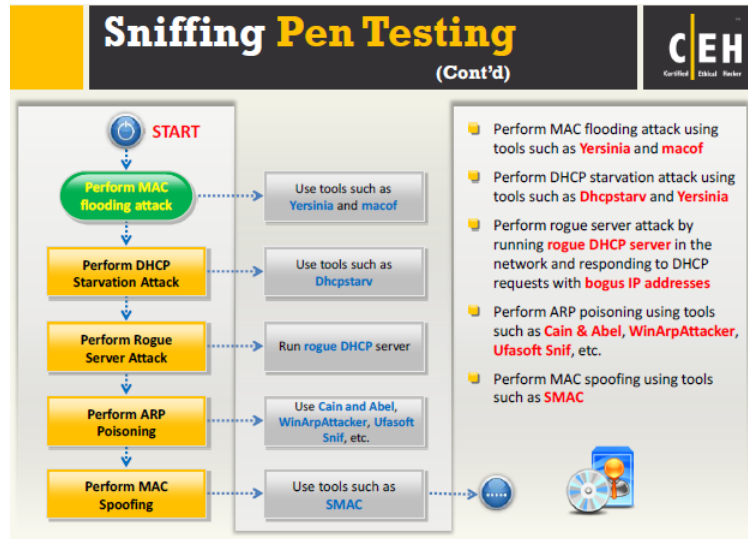 Sniffing Pen Testing
(Cont'd)
C|EH
Certified Ethical Hacker
START
Perform MAC
flooding attack
Use tools such as
Yersinia and macof
Perform DHCP
Starvation Attack
Use tools such as
Dhcpstarv
Perform Rogue
Server Attack
Run rogue DHCP server
Perform ARP
Poisoning
Use Cain and Abel,
WinArpAttacker, Ufasoft
Snif, etc.
Perform MAC
Spoofing
Use tools such as
SMAC
Perform MAC flooding attack using
tools such as Yersinia and macof
Perform DHCP starvation attack using
tools such as Dhcpstarv and Yersinia
Perform rogue server attack by
running rogue DHCP server in the
network and responding to DHCP
requests with bogus IP addresses
Perform ARP poisoning using tools
such as Cain & Abel, WinArpAttacker,
Ufasoft Snif, etc.
Perform MAC spoofing using tools
such as SMAC